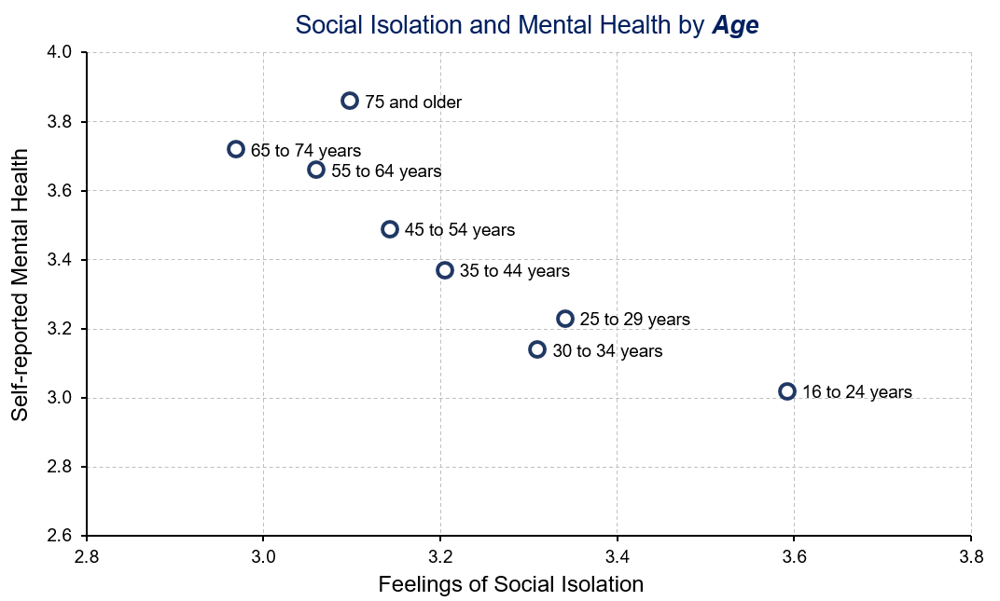 Social Isolation and Mental Health by Age
4.0
75 and older
3.8
65 to 74 years
55 to 64 years
3.6
45 to 54 years
3.4
35 to 44 years
25 to 29 years
3.2
30 to 34 years
16 to 24 years
3.0
2.8
2.6
Self-reported Mental Health
2.8 3.0 3.2 3.4 3.6 3.8
Feelings of Social Isolation